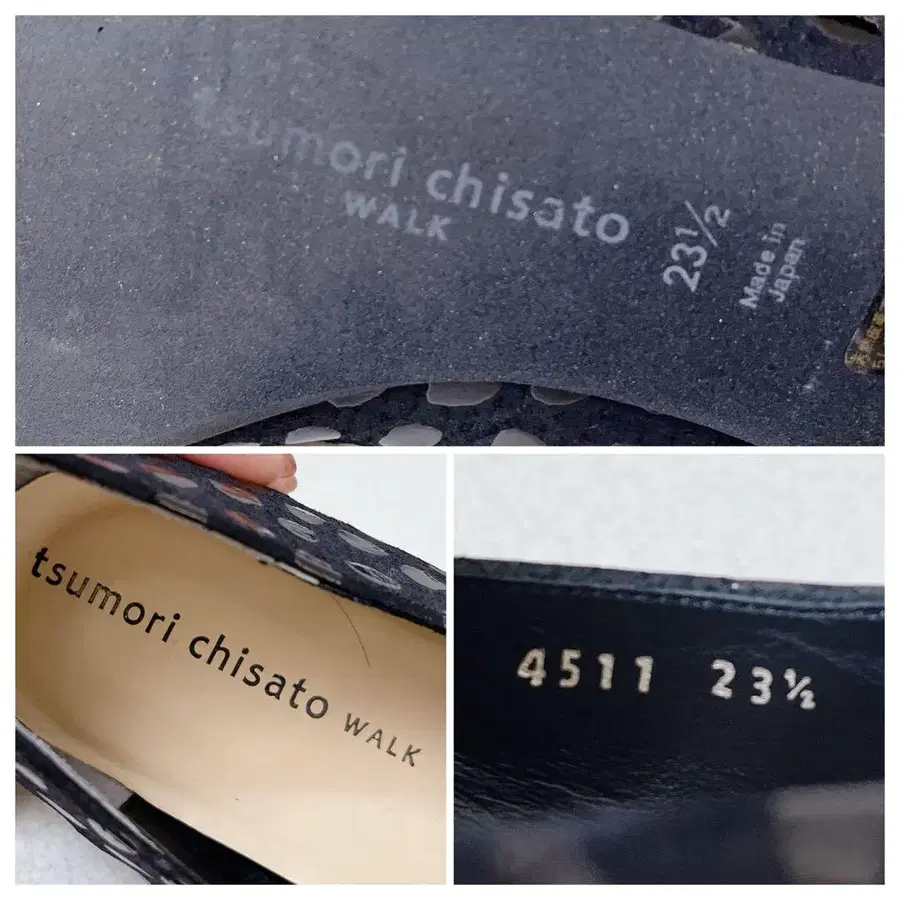 tsumori chisato
WALK
23½
Made in
Japan
tsumori chisato WALK
4511 23½